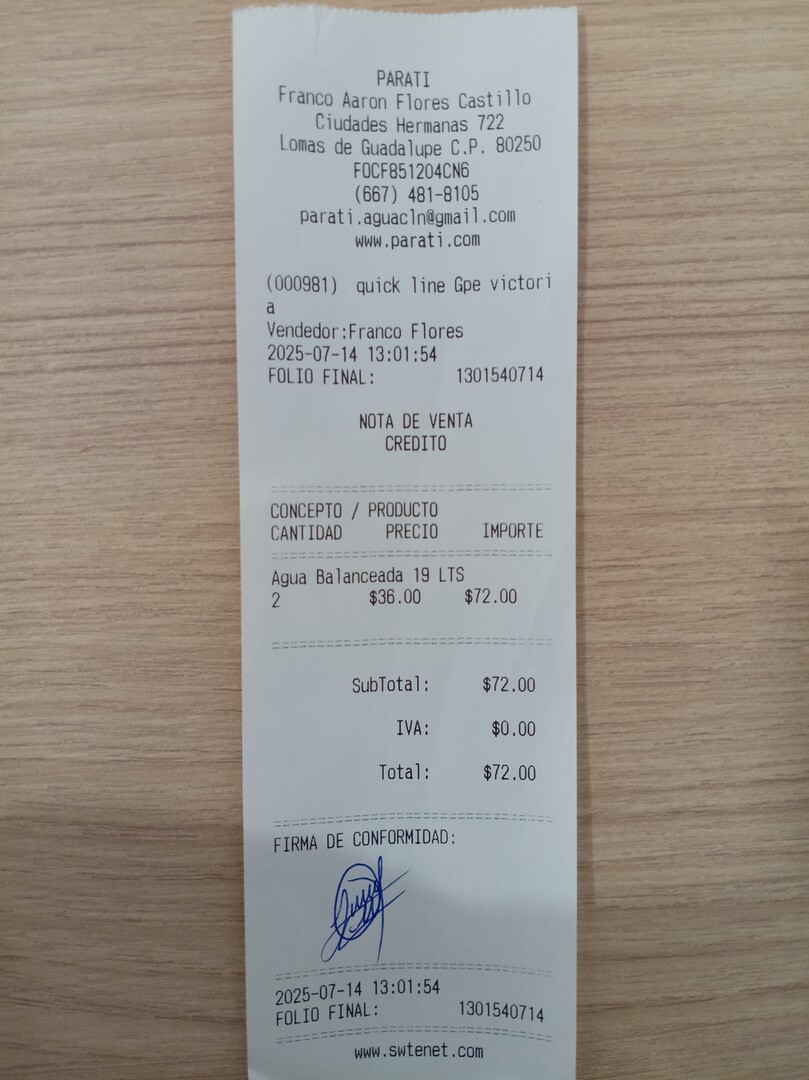 PARATI
Franco Aaron Flores Castillo
Ciudades Hermanas 722
Lomas de Guadalupe C.P. 80250
FOCF851204CN6
(667) 481-8105
parati.aguacln@gmail.com
www.parati.com
(000981) quick line Gpe victori
a
Vendedor:Franco Flores
2025-07-14 13:01:54
FOLIO FINAL: 1301540714
NOTA DE VENTA
CREDITO
CONCEPTO / PRODUCTO
CANTIDAD PRECIO IMPORTE
Agua Balanceada 19 LTS
2 $36.00 $72.00
SubTotal: $72.00
IVA: $0.00
Total: $72.00
FIRMA DE CONFORMIDAD:
2025-07-14 13:01:54
FOLIO FINAL: 1301540714
www.swtenet.com